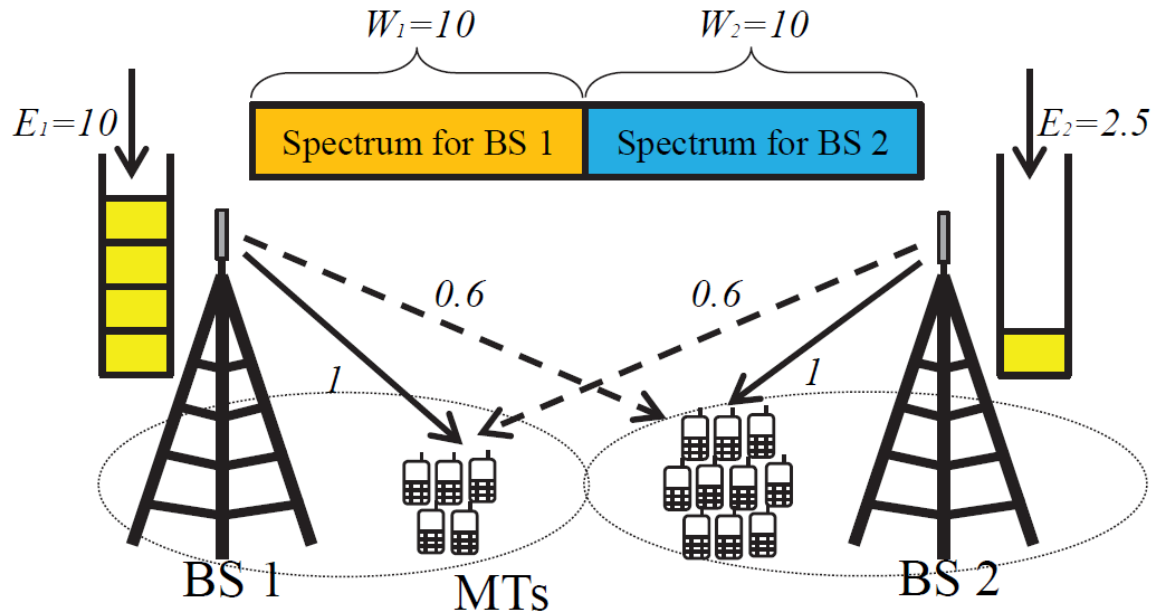 W₁=10 W₂=10
E₁=10 E₂=2.5
Spectrum for BS 1 Spectrum for BS 2
0.6 0.6
1 1
BS 1 MTs BS 2